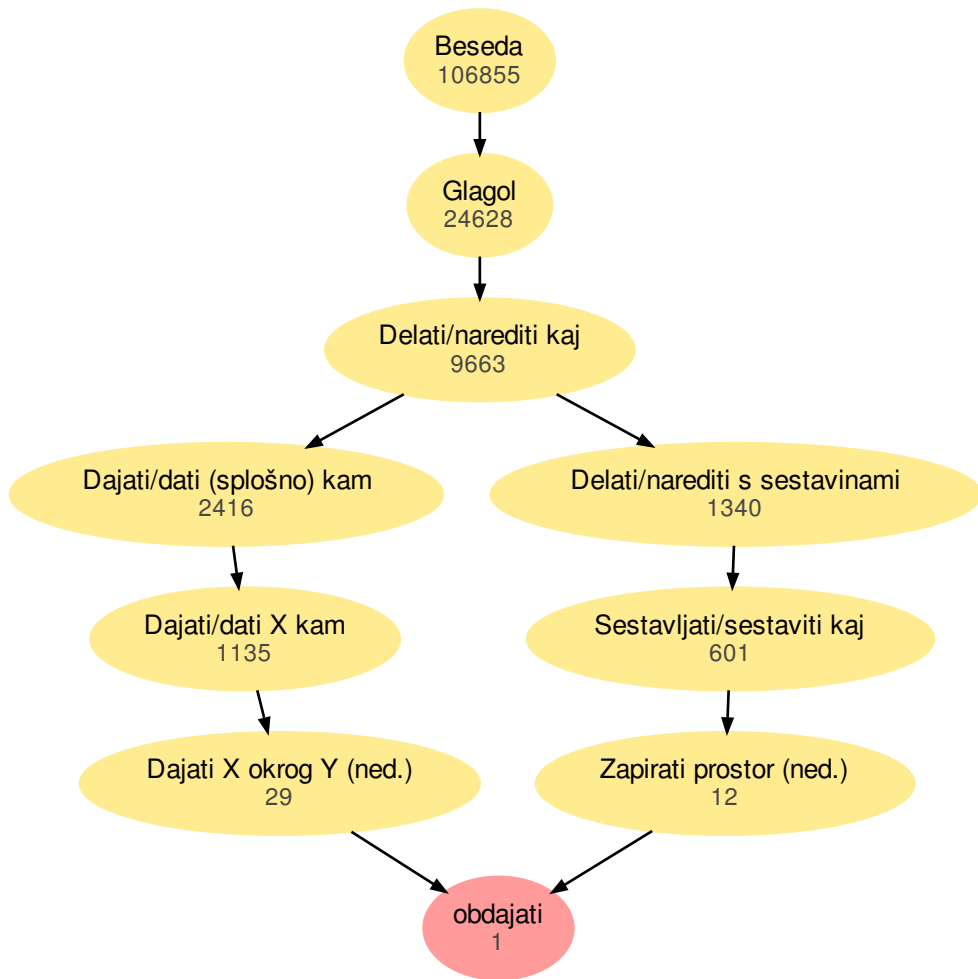 Beseda
106855
Glagol
24628
Delati/narediti kaj
9663
Dajati/dati (splošno) kam
2416
Delati/narediti s sestavinami
1340
Dajati/dati X kam
1135
Sestavljati/sestaviti kaj
601
Dajati X okrog Y (ned.)
29
Zapirati prostor (ned.)
12
obdajati
1